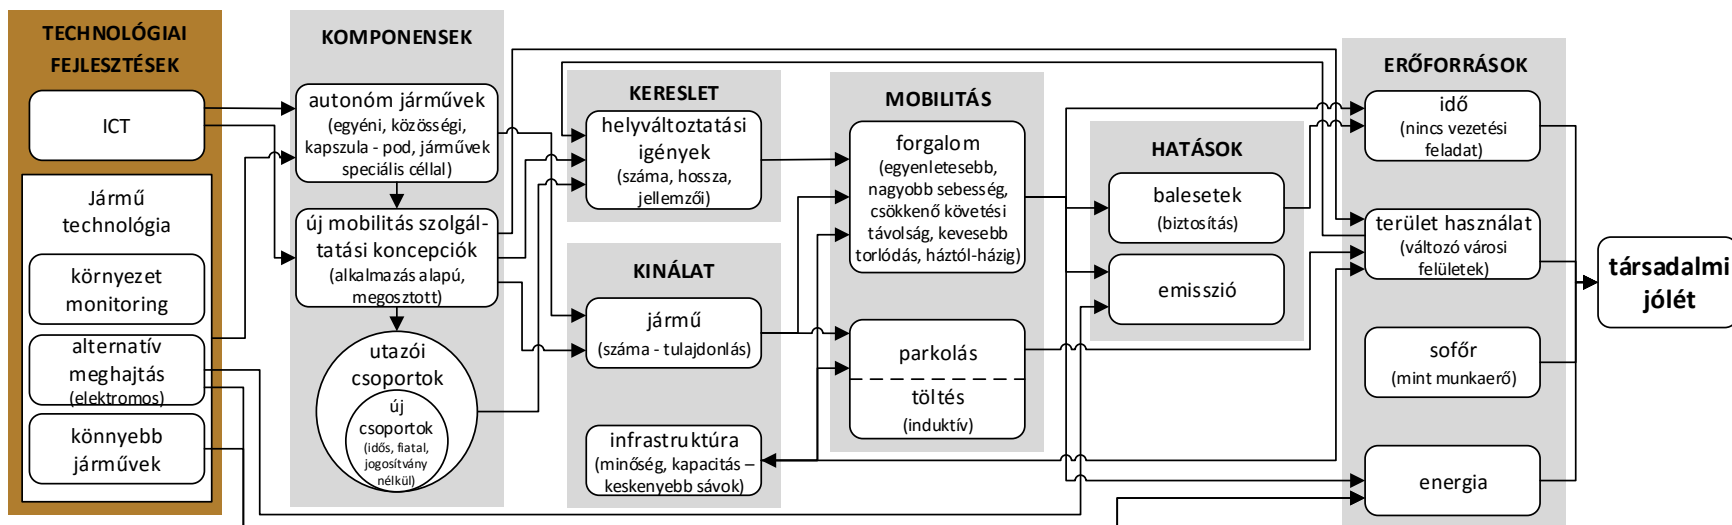 TECHNOLÓGIAI
FEJLESZTÉSEK
ICT
Jármű
technológia
környezet
monitoring
alternatív
meghajtás
(elektromos)
könnyebb
járművek
KOMPONENSEK
autonóm járművek
(egyéni, közösségi,
kapszula - pod, járművek
speciális céllal)
új mobilitás szolgál-
tatási koncepciók
(alkalmazás alapú,
megosztott)
utazói
csoportok
új
csoportok
(idős, fiatal,
jogosítvány
nélkül)
KERESLET
helyváltoztatási
igények
(száma, hossza,
jellemzői)
KINÁLAT
jármű
(száma - tulajdonlás)
infrastruktúra
(minőség, kapacitás –
keskenyebb sávok)
MOBILITÁS
forgalom
(egyenletesebb,
nagyobb sebesség,
csökkenő követési
távolság, kevesebb
torlódás, háztól-házig)
parkolás
töltés
(induktív)
HATÁSOK
balesetek
(biztosítás)
emisszió
ERŐFORRÁSOK
idő
(nincs vezetési
feladat)
terület használat
(változó városi
felületek)
sofőr
(mint munkaerő)
energia
társadalmi
jólét